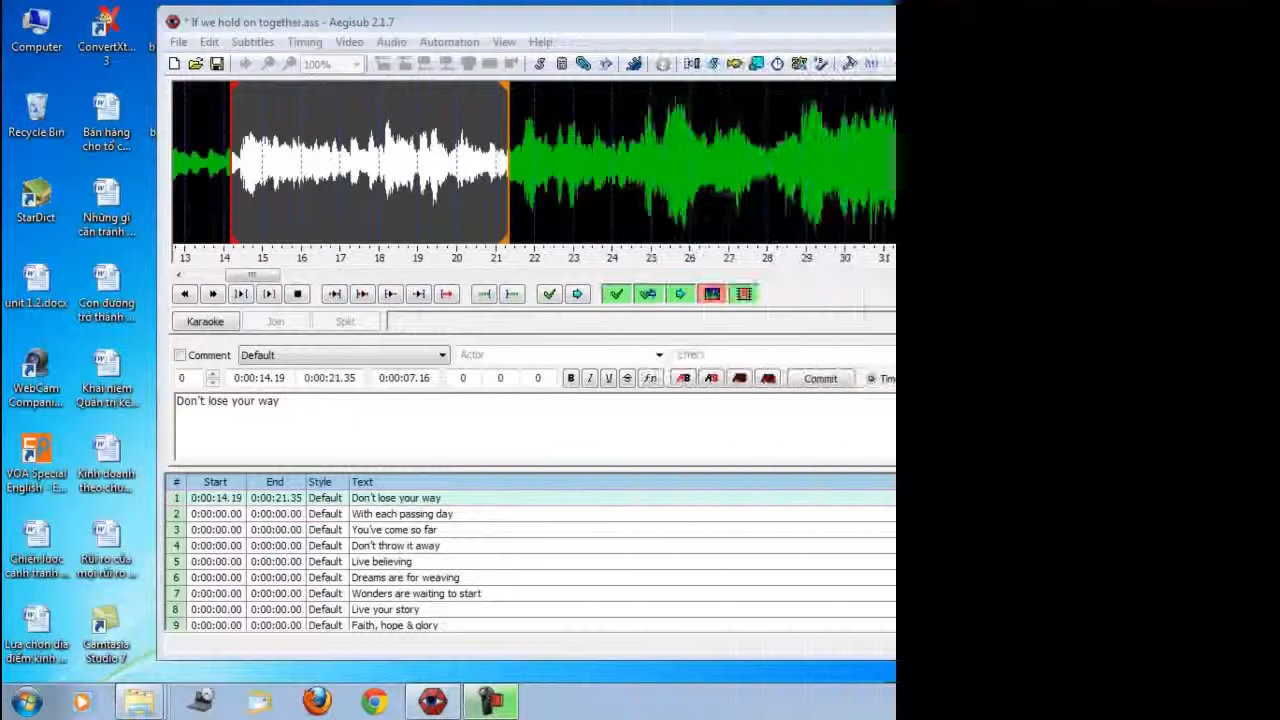 Computer
ConvertXt...
3
Recycle Bin
Bán hàng
cho tổ c...
StarDict
Những gì
cần tránh ...
unit 1.2.docx
Con đường
trở thành ...
WebCam
Compani...
Khái niệm
Quản trị kê...
VOA Special
English - E...
Kinh doanh
theo chu...
Chiến lược
cạnh tranh ...
Rủi ro của
mọi rủi ro ...
Lựa chọn địa
điểm kinh ...
Camtasia
Studio 7
* If we hold on together.ass - Aegisub 2.1.7
File Edit Subtitles Timing Video Audio Automation View Help
100%
13 14 15 16 17 18 19 20 21 22 23 24 25 26 27 28 29 30 31
Karaoke Join Split
Comment Default Actor Effect
0 0:00:14.19 0:00:21.35 0:00:07.16 0 0 0 B I U S fn AB AB AB AB Commit Tim
Don't lose your way
# Start End Style Text
1 0:00:14.19 0:00:21.35 Default Don't lose your way
2 0:00:00.00 0:00:00.00 Default With each passing day
3 0:00:00.00 0:00:00.00 Default You've come so far
4 0:00:00.00 0:00:00.00 Default Don't throw it away
5 0:00:00.00 0:00:00.00 Default Live believing
6 0:00:00.00 0:00:00.00 Default Dreams are for weaving
7 0:00:00.00 0:00:00.00 Default Wonders are waiting to start
8 0:00:00.00 0:00:00.00 Default Live your story
9 0:00:00.00 0:00:00.00 Default Faith, hope & glory